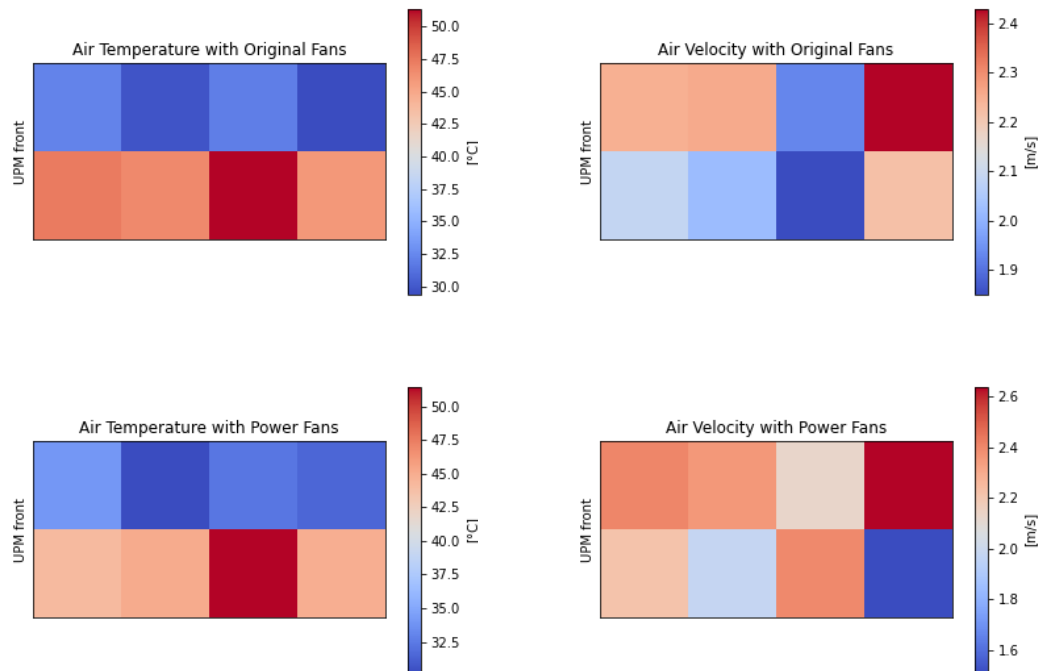 Air Temperature with Original Fans
UPM front
50.0
47.5
45.0
42.5
40.0
37.5
35.0
32.5
30.0
[°C]
Air Velocity with Original Fans
UPM front
2.4
2.3
2.2
2.1
2.0
1.9
[m/s]
Air Temperature with Power Fans
UPM front
50.0
47.5
45.0
42.5
40.0
37.5
35.0
32.5
[°C]
Air Velocity with Power Fans
UPM front
2.6
2.4
2.2
2.0
1.8
1.6
[m/s]